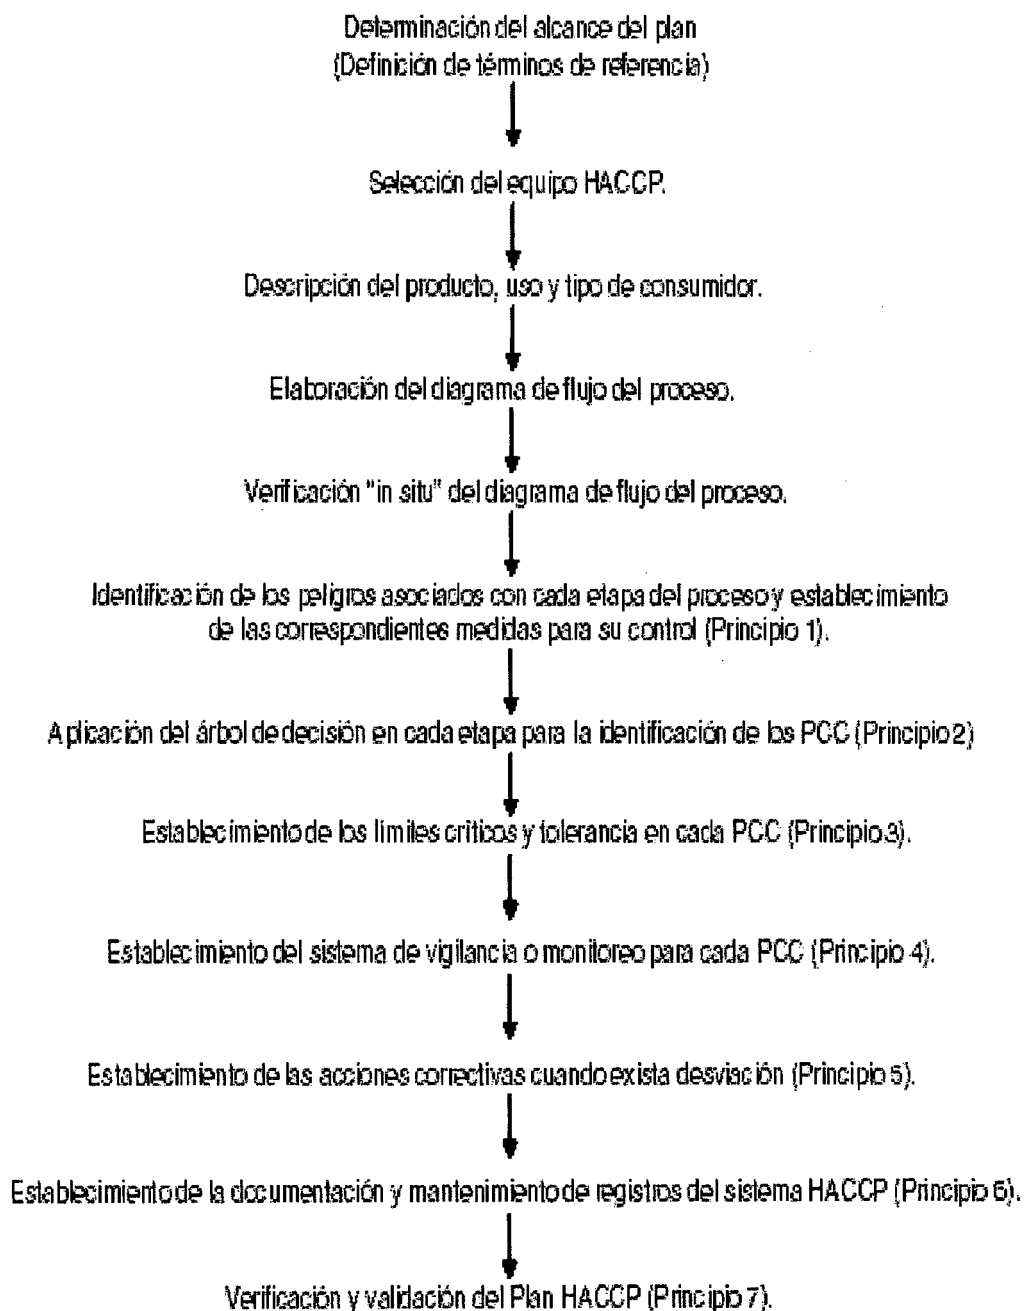 Determinación del alcance del plan
(Definición de términos de referencia)
Selección del equipo HACCP.
Descripción del producto, uso y tipo de consumidor.
Elaboración del diagrama de flujo del proceso.
Verificación "in situ" del diagrama de flujo del proceso.
Identificación de los peligros asociados con cada etapa del proceso y establecimiento
de las correspondientes medidas para su control (Principio 1).
Aplicación del árbol de decisión en cada etapa para la identificación de los PCC (Principio 2)
Establecimiento de los límites críticos y tolerancia en cada PCC (Principio 3).
Establecimiento del sistema de vigilancia o monitoreo para cada PCC (Principio 4).
Establecimiento de las acciones correctivas cuando exista desviación (Principio 5).
Establecimiento de la documentación y mantenimiento de registros del sistema HACCP (Principio 6).
Verificación y validación del Plan HACCP (Principio 7).